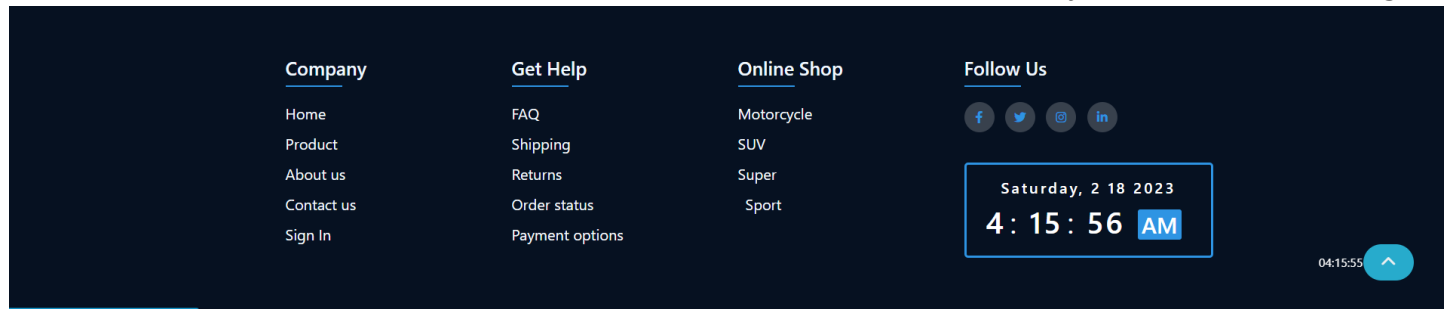 Company
Home
Product
About us
Contact us
Sign In
Get Help
FAQ
Shipping
Returns
Order status
Payment options
Online Shop
Motorcycle
SUV
Super
Sport
Follow Us
f in
Saturday, 2 18 2023
4 : 15 : 56 AM
04:15:55